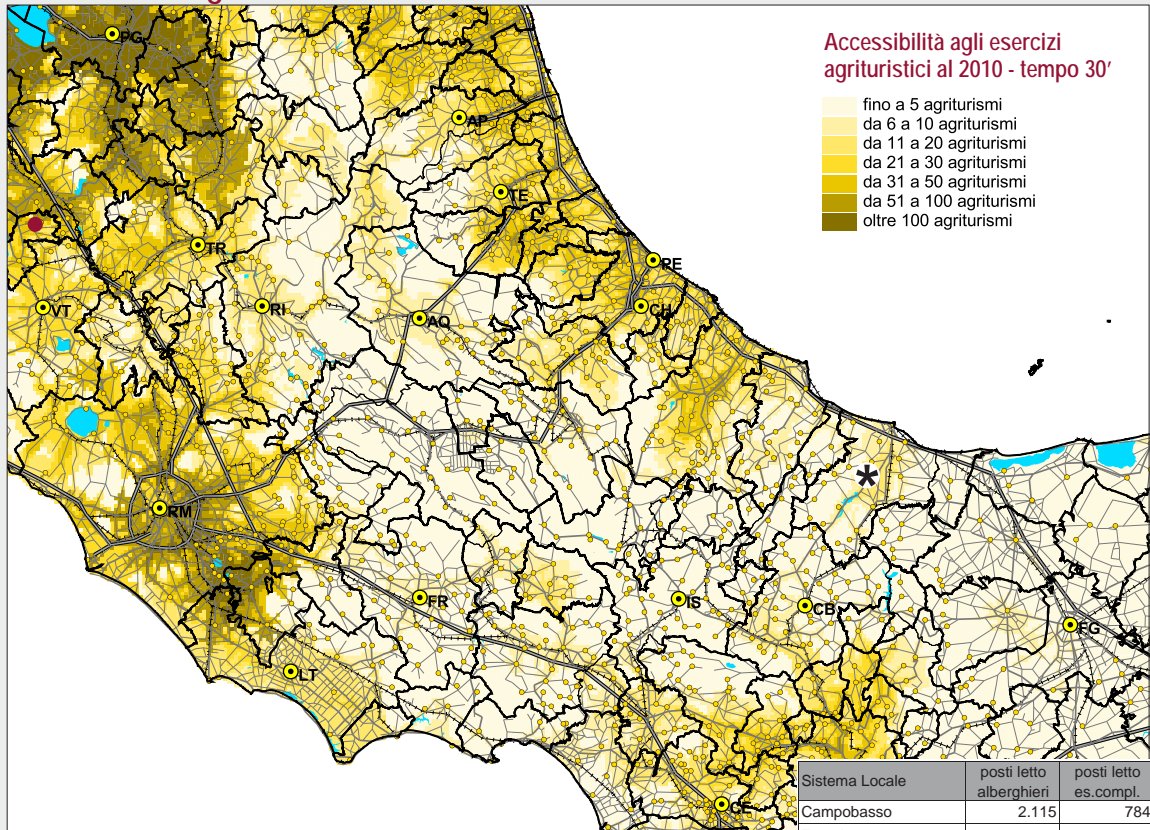 Accessibilità agli esercizi
agrituristici al 2010 - tempo 30'
fino a 5 agriturismi
da 6 a 10 agriturismi
da 11 a 20 agriturismi
da 21 a 30 agriturismi
da 31 a 50 agriturismi
da 51 a 100 agriturismi
oltre 100 agriturismi
PG
AP
TE
TR
PE
VT
RI
AQ
CH
*
RM
FR
IS
CB
FG
LT
CE
Sistema Locale posti letto alberghieri posti letto es.compl.
Campobasso 2.115 784